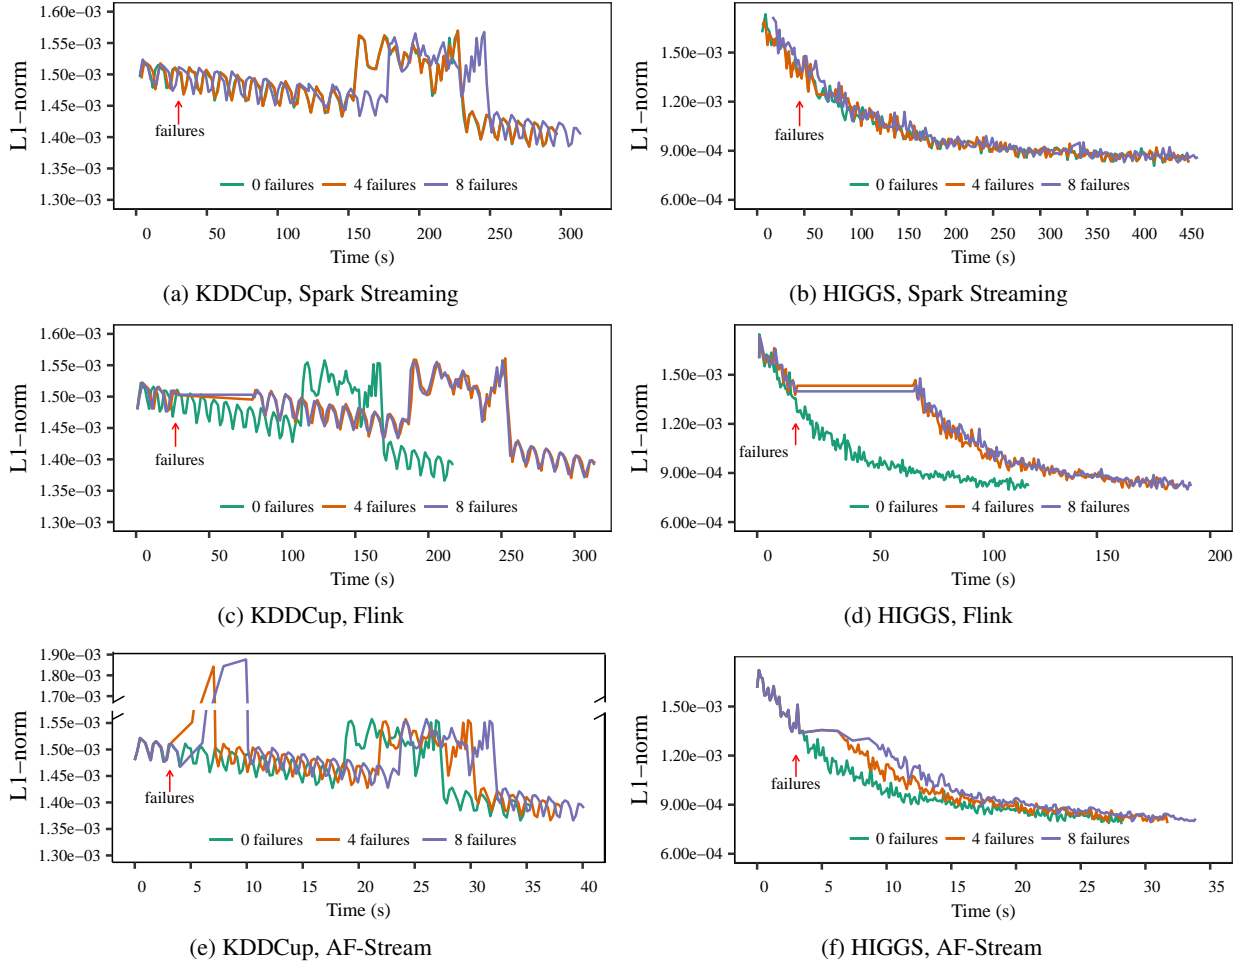 1.60e−03
1.55e−03
1.50e−03
1.45e−03
1.40e−03
1.35e−03
1.30e−03
L1−norm
failures
0 failures 4 failures 8 failures
0 50 100 150 200 250 300
Time (s)
(a) KDDCup, Spark Streaming
1.50e−03
1.20e−03
9.00e−04
6.00e−04
L1−norm
failures
0 failures 4 failures 8 failures
0 50 100 150 200 250 300 350 400 450
Time (s)
(b) HIGGS, Spark Streaming
1.60e−03
1.55e−03
1.50e−03
1.45e−03
1.40e−03
1.35e−03
1.30e−03
L1−norm
failures
0 failures 4 failures 8 failures
0 50 100 150 200 250 300
Time (s)
(c) KDDCup, Flink
1.50e−03
1.20e−03
9.00e−04
6.00e−04
L1−norm
failures
0 failures 4 failures 8 failures
0 50 100 150 200
Time (s)
(d) HIGGS, Flink
1.90e−03
1.80e−03
1.70e−03
1.55e−03
1.50e−03
1.45e−03
1.40e−03
1.35e−03
1.30e−03
L1−norm
failures
0 failures 4 failures 8 failures
0 5 10 15 20 25 30 35 40
Time (s)
(e) KDDCup, AF-Stream
1.50e−03
1.20e−03
9.00e−04
6.00e−04
L1−norm
failures
0 failures 4 failures 8 failures
0 5 10 15 20 25 30 35
Time (s)
(f) HIGGS, AF-Stream